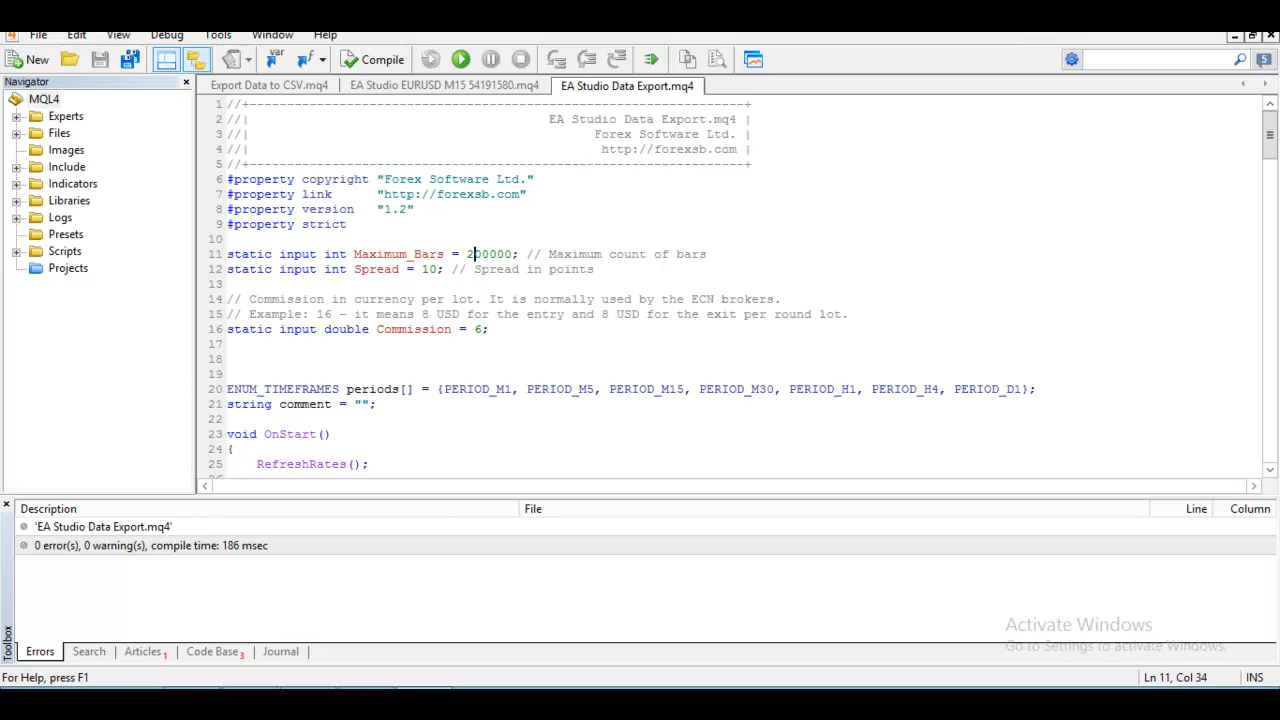 File Edit View Debug Tools Window Help
New Compile 5
Navigator
MQL4
Experts
Files
Images
Include
Indicators
Libraries
Logs
Presets
Scripts
Projects
Export Data to CSV.mq4 EA Studio EURUSD M15 54191580.mq4 EA Studio Data Export.mq4
1 //+------------------------------------------------------------------+
2 //| EA Studio Data Export.mq4 |
3 //| Forex Software Ltd. |
4 //| http://forexsb.com |
5 //+------------------------------------------------------------------+
6 #property copyright "Forex Software Ltd."
7 #property link "http://forexsb.com"
8 #property version "1.2"
9 #property strict
10
11 static input int Maximum_Bars = 200000; // Maximum count of bars
12 static input int Spread = 10; // Spread in points
13
14 // Commission in currency per lot. It is normally used by the ECN brokers.
15 // Example: 16 - it means 8 USD for the entry and 8 USD for the exit per round lot.
16 static input double Commission = 6;
17
18
19
20 ENUM_TIMEFRAMES periods[] = {PERIOD_M1, PERIOD_M5, PERIOD_M15, PERIOD_M30, PERIOD_H1, PERIOD_H4, PERIOD_D1};
21 string comment = "";
22
23 void OnStart()
24 {
25 RefreshRates();
Description File Line Column
'EA Studio Data Export.mq4'
0 error(s), 0 warning(s), compile time: 186 msec
Activate Windows
Go to Settings to activate Windows.
Toolbox
Errors Search Articles 1 Code Base 3 Journal
For Help, press F1 Ln 11, Col 34 INS